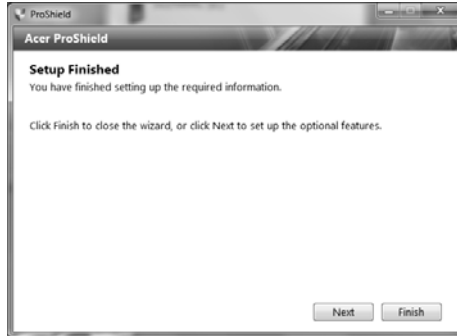 ProShield
Acer ProShield
Setup Finished
You have finished setting up the required information.
Click Finish to close the wizard, or click Next to set up the optional features.
Next
Finish